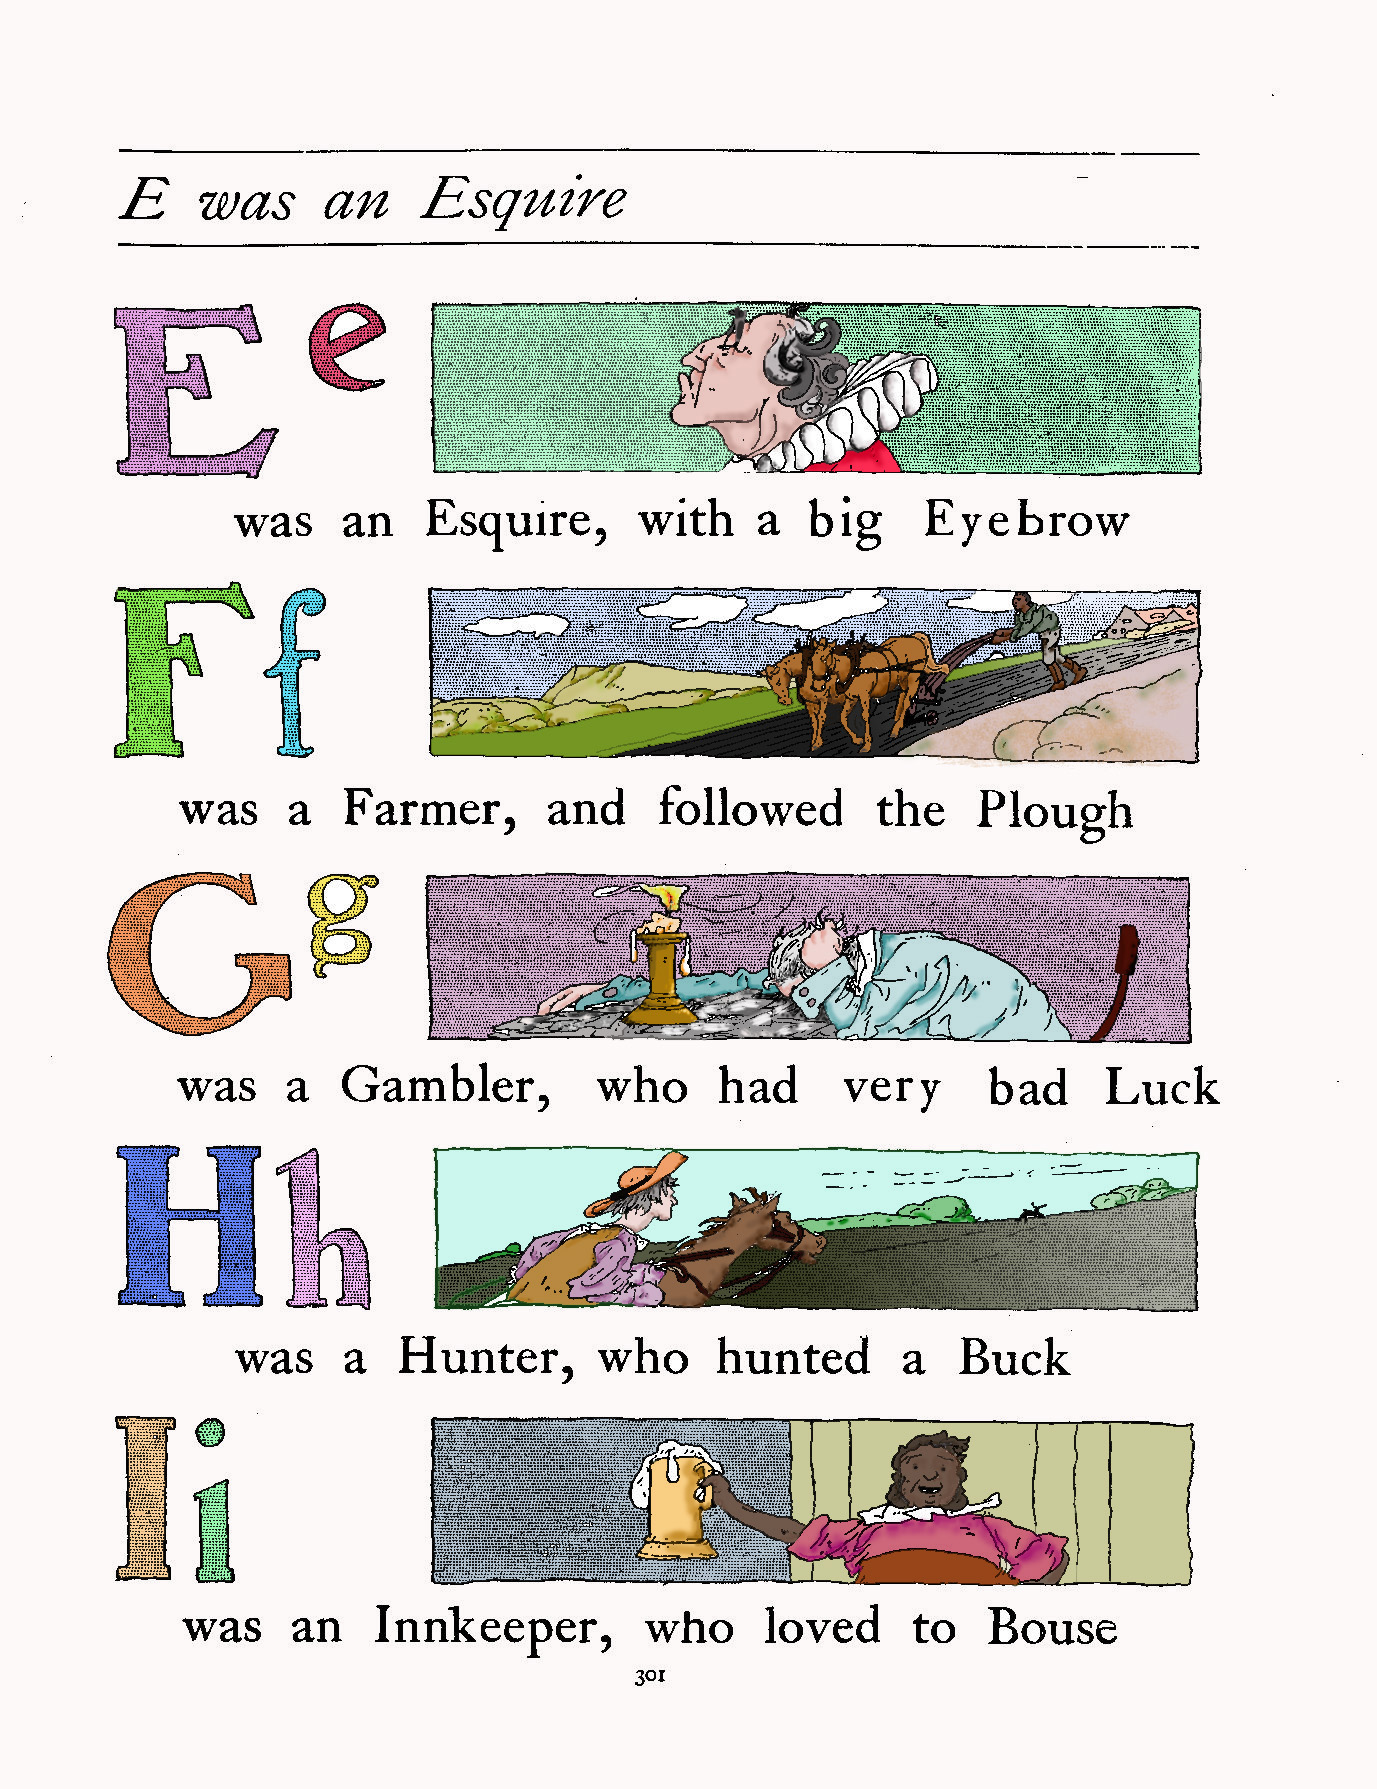 E was an Esquire
E e
was an Esquire, with a big Eyebrow
F f
was a Farmer, and followed the Plough
G g
was a Gambler, who had very bad Luck
H h
was a Hunter, who hunted a Buck
I i
was an Innkeeper, who loved to Bouse
301